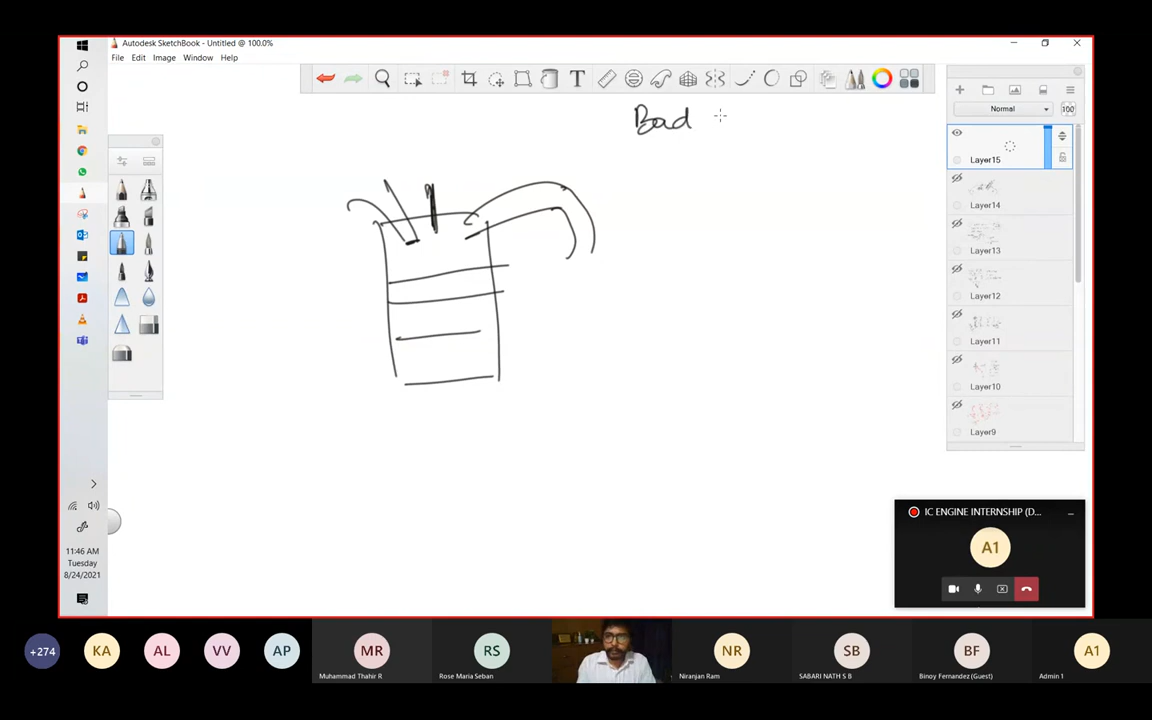 Autodesk SketchBook - Untitled @ 100.0%
File Edit Image Window Help
T
Bad
Normal
100
Layer15
Layer14
Layer13
Layer12
Layer11
Layer10
Layer9
11:46 AM
Tuesday
8/24/2021
IC ENGINE INTERNSHIP (D...
A1
+274 KA AL VV AP MR RS NR SB BF A1
Muhammad Thahir R Rose Maria Seban Niranjan Ram SABARI NATH S B Binoy Fernandez (Guest) Admin 1